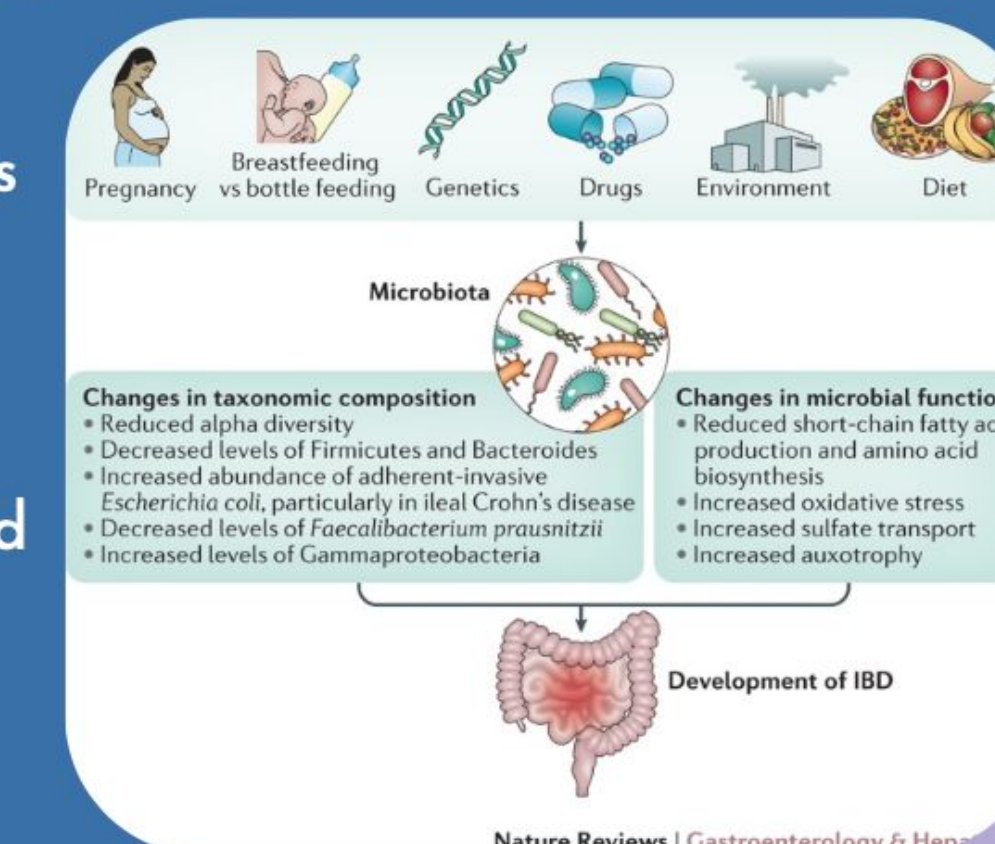 s
d
Pregnancy
Breastfeeding
vs bottle feeding
Genetics
Drugs
Environment
Diet
Microbiota
Changes in taxonomic composition
• Reduced alpha diversity
• Decreased levels of Firmicutes and Bacteroides
• Increased abundance of adherent-invasive
Escherichia coli, particularly in ileal Crohn's disease
• Decreased levels of Faecalibacterium prausnitzii
• Increased levels of Gammaproteobacteria
Changes in microbial functio
• Reduced short-chain fatty ac
production and amino acid
biosynthesis
• Increased oxidative stress
• Increased sulfate transport
• Increased auxotrophy
Development of IBD
Nature Reviews | Gastroenterology & Hepa